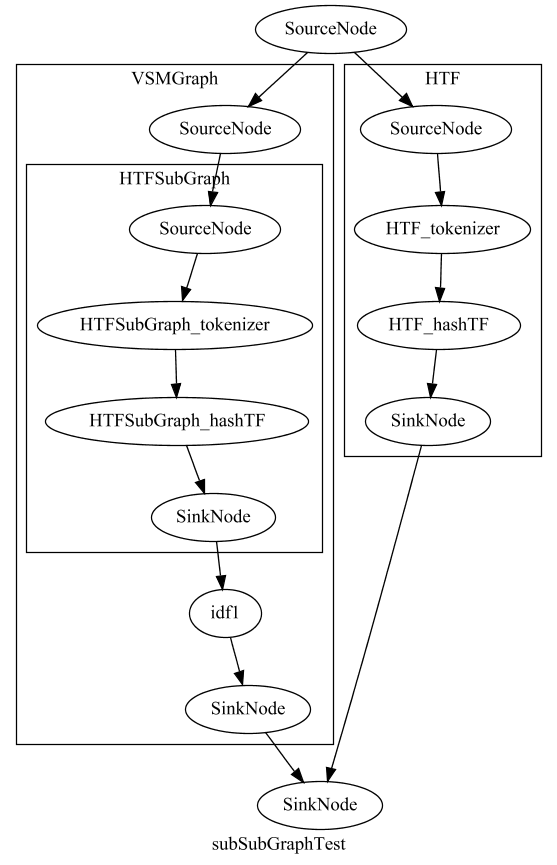 SourceNode
VSMGraph
HTF
SourceNode
SourceNode
HTFSubGraph
SourceNode
HTF_tokenizer
HTFSubGraph_tokenizer
HTF_hashTF
HTFSubGraph_hashTF
SinkNode
SinkNode
idf1
SinkNode
SinkNode
subSubGraphTest